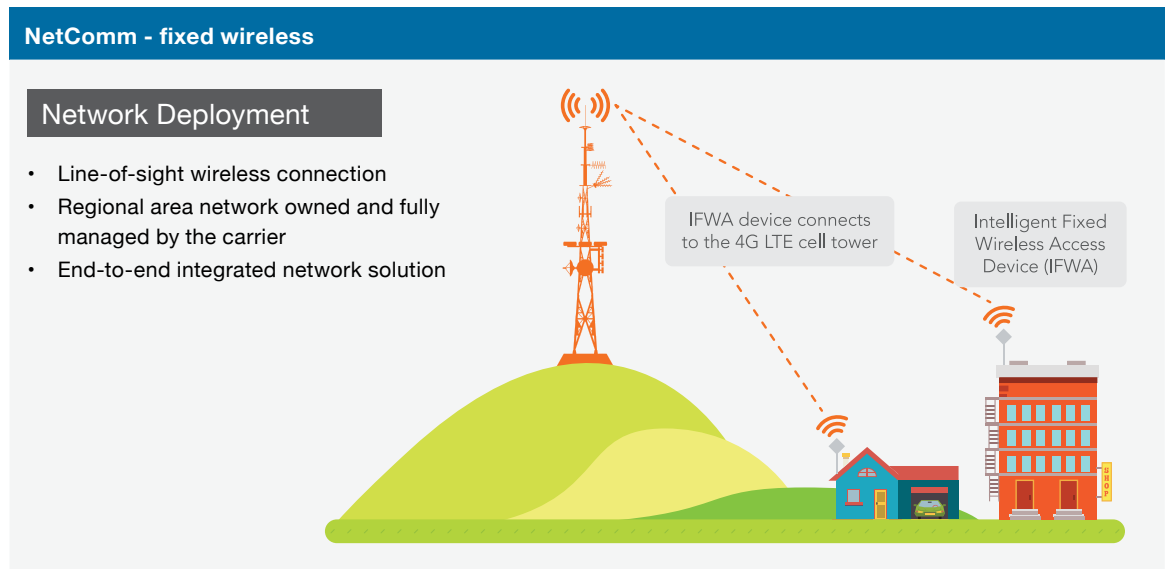 NetComm - fixed wireless
Network Deployment
• Line-of-sight wireless connection
• Regional area network owned and fully
managed by the carrier
• End-to-end integrated network solution
IFWA device connects
to the 4G LTE cell tower
Intelligent Fixed
Wireless Access
Device (IFWA)
SHOP